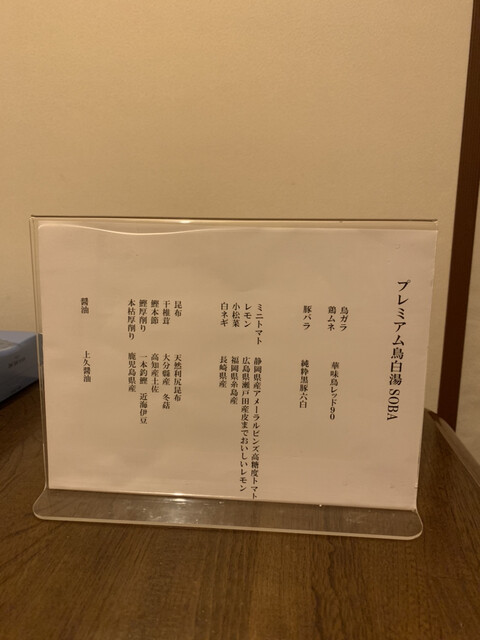 プレミアム鳥白湯SOBA
鳥ガラ 華味鳥レッド90
鶏ムネ
豚バラ 純粋黒豚六白
ミニトマト 静岡県産アメーラルビンズ高糖度トマト
レモン 広島県瀬戸田産皮までおいしいレモン
小松菜 福岡県糸島産
白ネギ 長崎県産
昆布 天然利尻昆布
干椎茸 大分縣産 冬菇
鰹本節 高知産土佐
鰹厚削り 一本釣鰹 近海伊豆
本枯厚削り 鹿児島県産
醤油 上久醤油